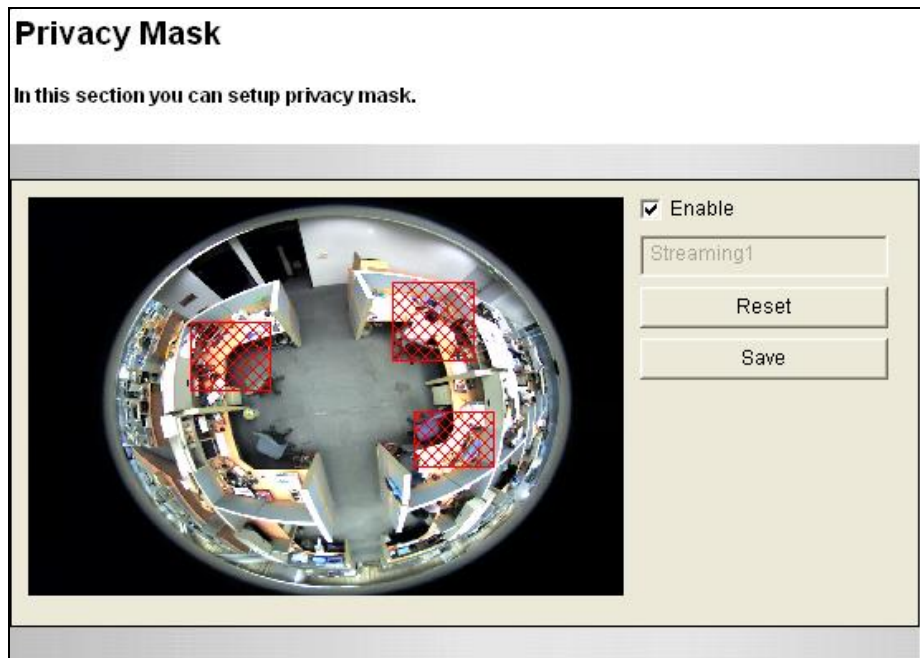 Privacy Mask
In this section you can setup privacy mask.
Enable
Streaming1
Reset
Save